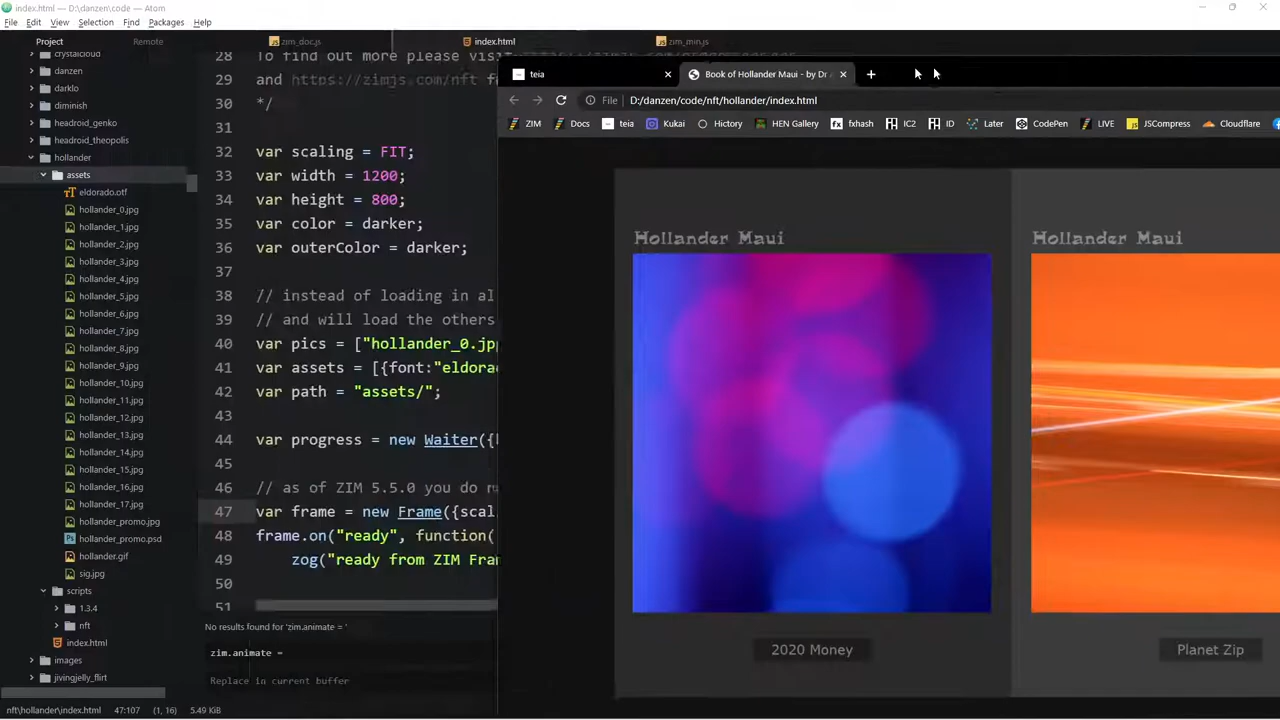 index.html — D:\danzen\code — Atom
File Edit View Selection Find Packages Help
Project Remote
zim_doc.js index.html zim_min.js
crystalcloud
danzen
darklo
diminish
headroid_genko
headroid_theopolis
hollander
assets
eldorado.otf
hollander_0.jpg
hollander_1.jpg
hollander_2.jpg
hollander_3.jpg
hollander_4.jpg
hollander_5.jpg
hollander_6.jpg
hollander_7.jpg
hollander_8.jpg
hollander_9.jpg
hollander_10.jpg
hollander_11.jpg
hollander_12.jpg
hollander_13.jpg
hollander_14.jpg
hollander_15.jpg
hollander_16.jpg
hollander_17.jpg
hollander_promo.jpg
hollander_promo.psd
hollander.gif
sig.jpg
scripts
1.3.4
nft
index.html
images
jivingjelly_flirt
28 To find out more please visit
29 and https://zimjs.com/nft f
30 */
31
32 var scaling = FIT;
33 var width = 1200;
34 var height = 800;
35 var color = darker;
36 var outerColor = darker;
37
38 // instead of loading in al
39 // and will load the others
40 var pics = ["hollander_0.jp
41 var assets = [{font:"eldora
42 var path = "assets/";
43
44 var progress = new Waiter({
45
46 // as of ZIM 5.5.0 you do n
47 var frame = new Frame({scal
48 frame.on("ready", function(
49 zog("ready from ZIM Fra
50
51
No results found for 'zim.animate = '
zim.animate =
Replace in current buffer
nft\hollander\index.html 47:107 (1, 16) 5.49 KiB
teia Book of Hollander Maui - by Dr
File D:/danzen/code/nft/hollander/index.html
ZIM Docs teia Kukai Hictory HEN Gallery fxhash IC2 ID Later CodePen LIVE JSCompress Cloudflare
Hollander Maui Hollander Maui
2020 Money Planet Zip